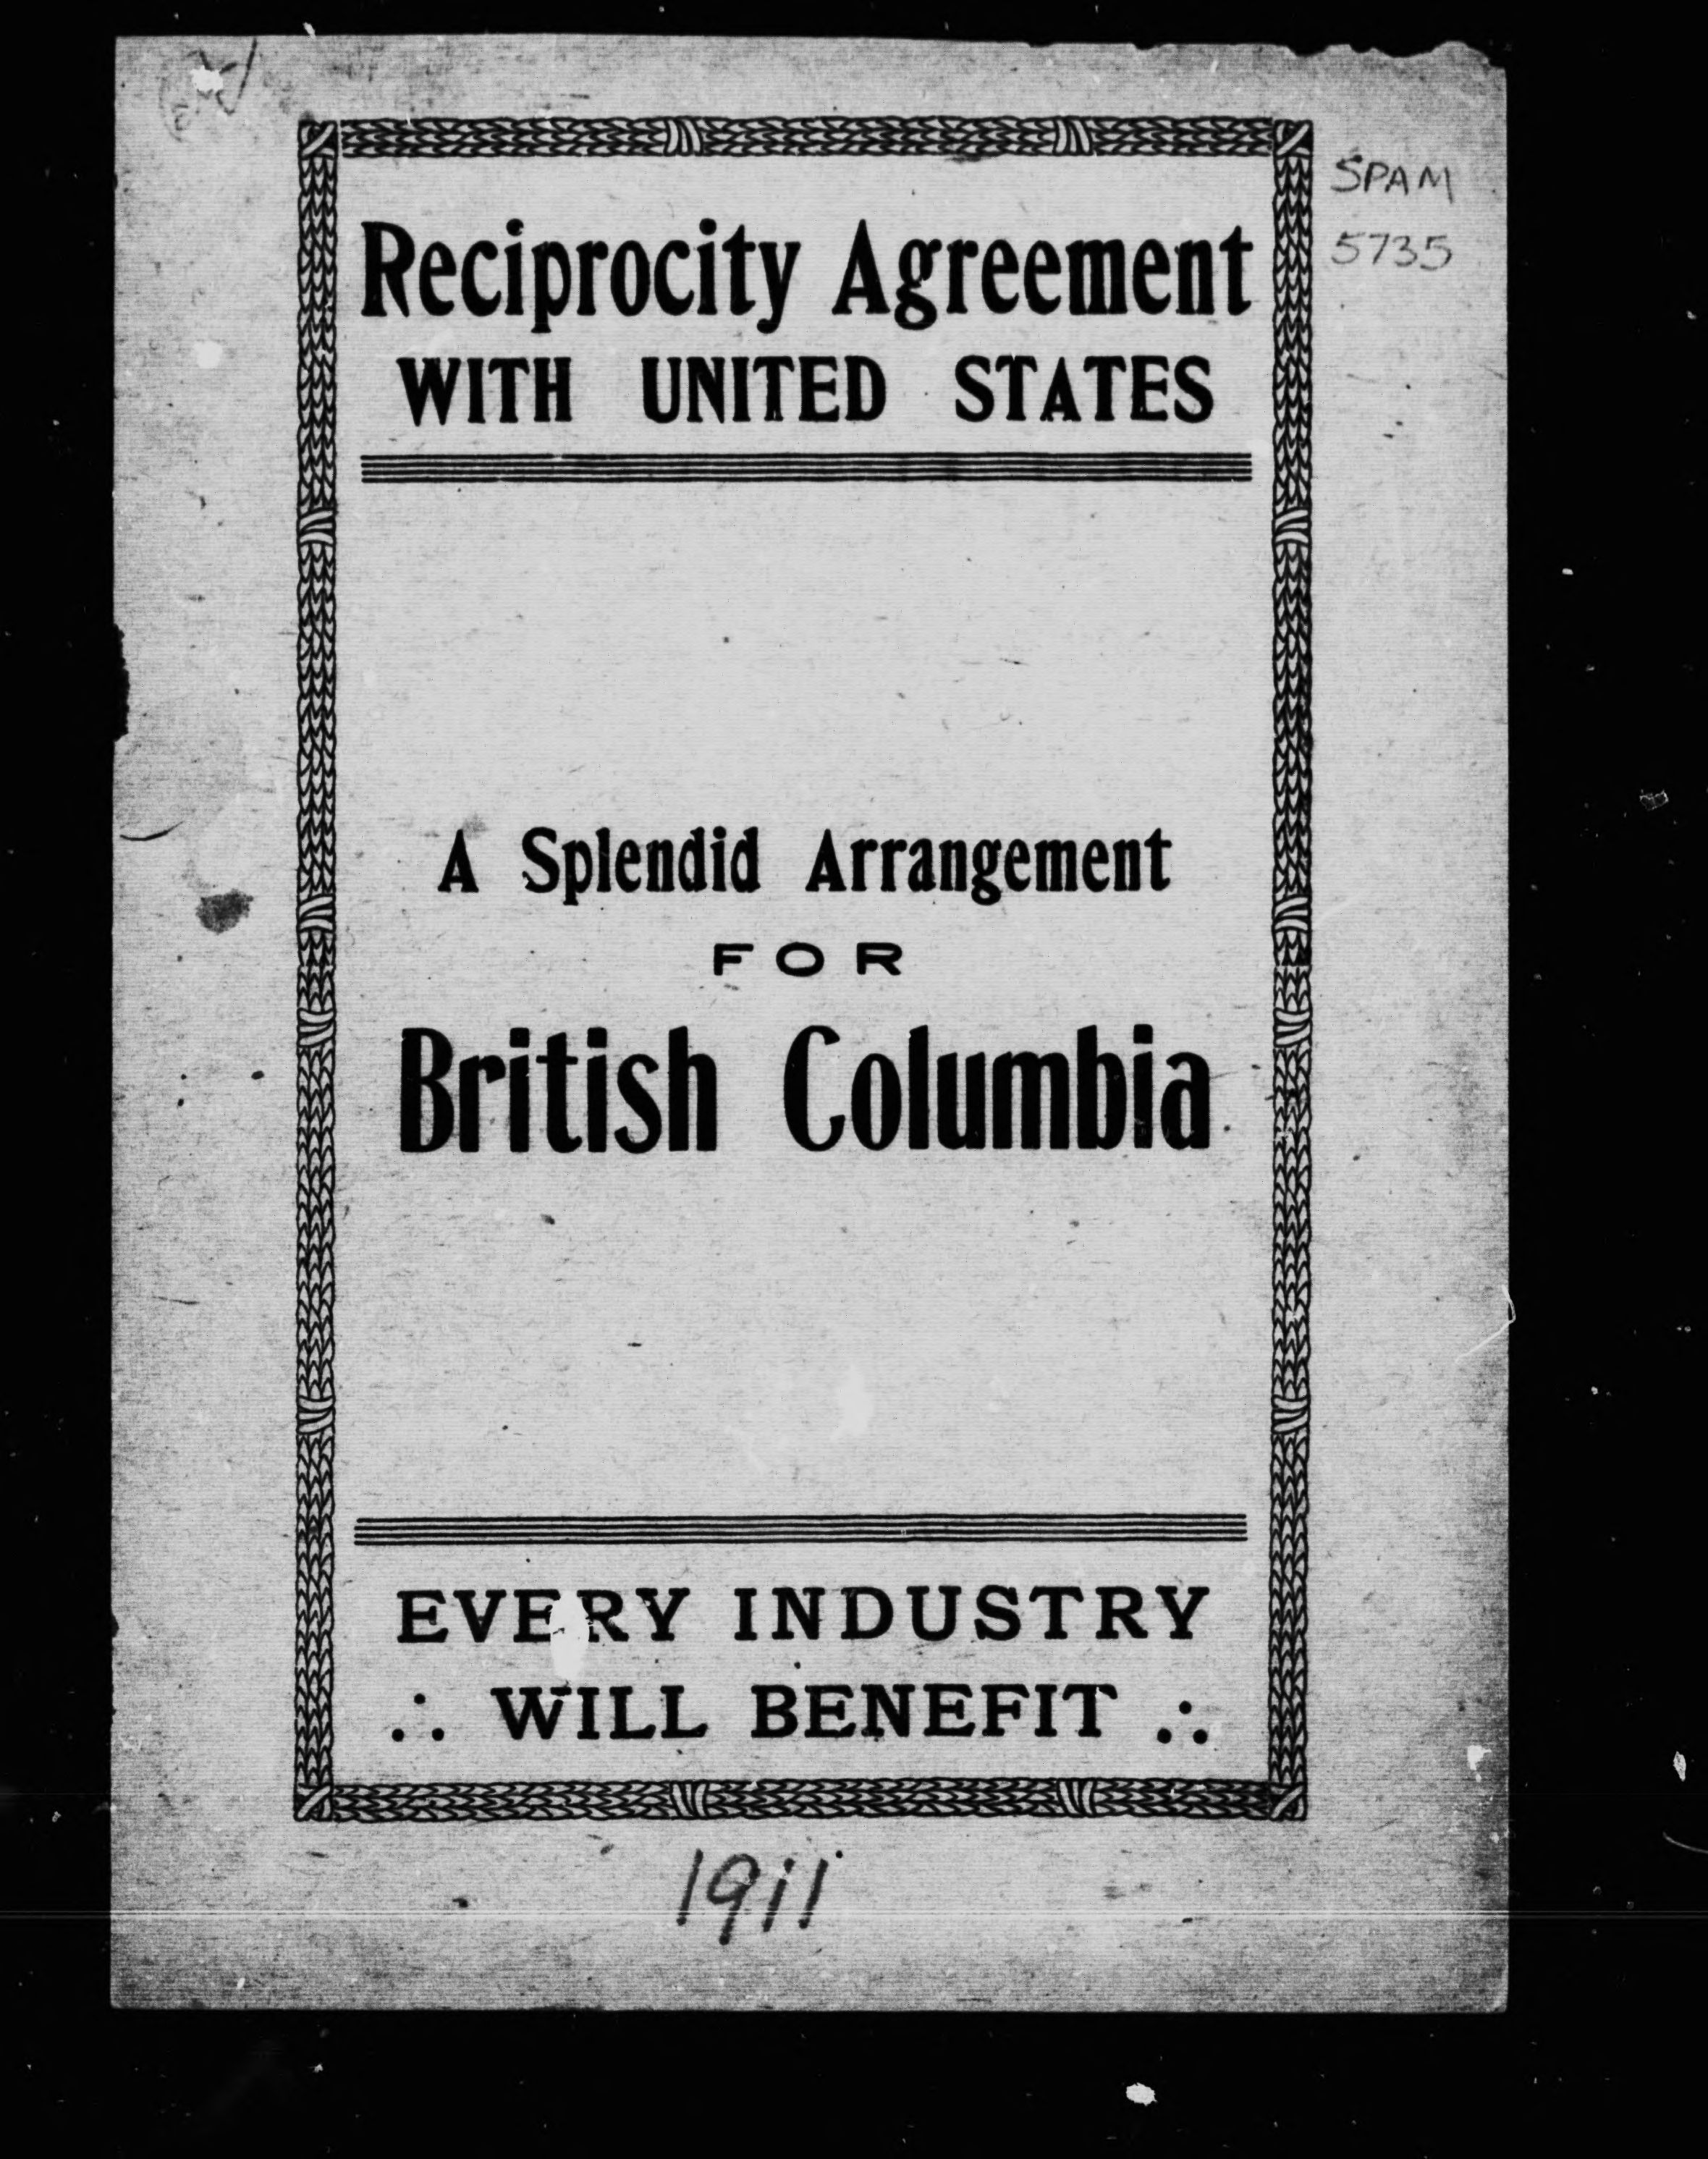 SPAM
5735
Reciprocity Agreement
WITH UNITED STATES
A Splendid Arrangement
FOR
British Columbia
EVERY INDUSTRY
∴ WILL BENEFIT ∴
1911